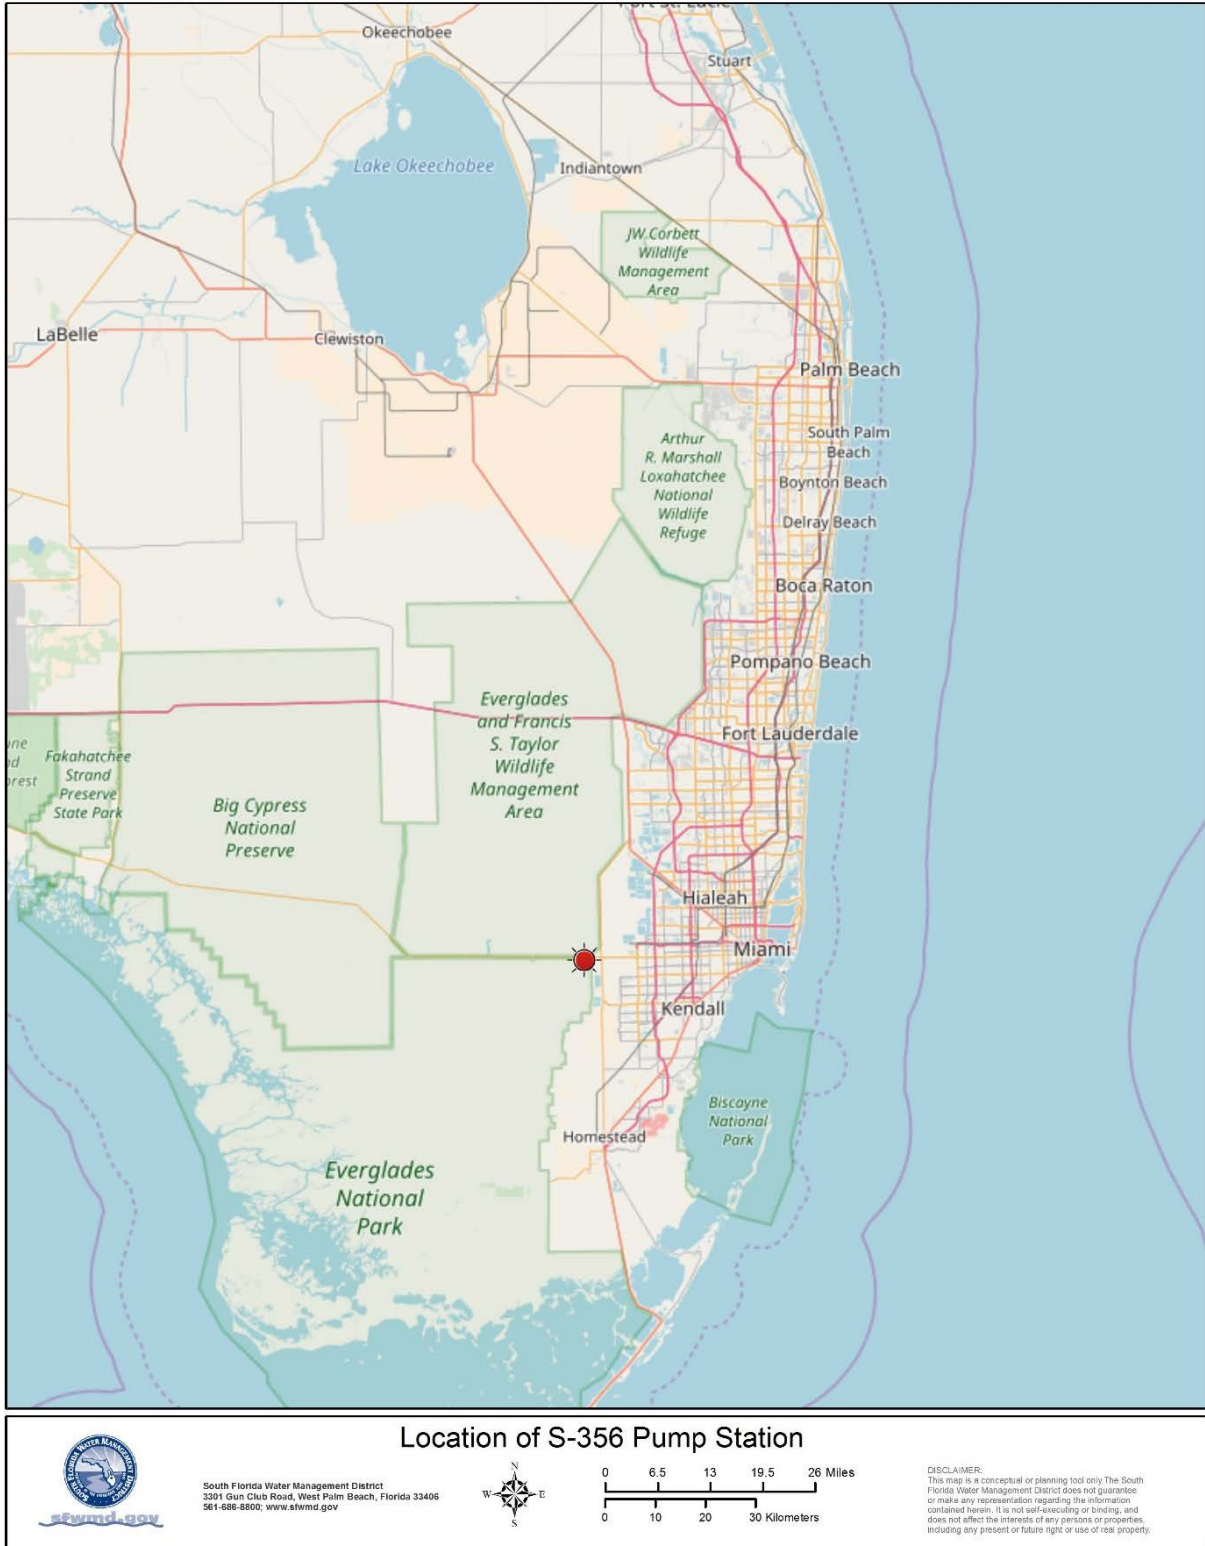 Port St. Lucie
Okeechobee
Stuart
Lake Okeechobee
Indiantown
JW Corbett
Wildlife
Management
Area
LaBelle
Clewiston
Palm Beach
South Palm
Beach
Arthur
R. Marshall
Loxahatchee
National
Wildlife
Refuge
Boynton Beach
Delray Beach
Boca Raton
Pompano Beach
Everglades
and Francis
S. Taylor
Wildlife
Management
Area
Fort Lauderdale
Fakahatchee
Strand
Preserve
State Park
Big Cypress
National
Preserve
Hialeah
Miami
Kendall
Biscayne
National
Park
Homestead
Everglades
National
Park
Location of S-356 Pump Station
SOUTH FLORIDA WATER MANAGEMENT DISTRICT
sfwmd.gov
South Florida Water Management District
3301 Gun Club Road, West Palm Beach, Florida 33406
561-686-8800; www.sfwmd.gov
N
W E
S
0 6.5 13 19.5 26 Miles
0 10 20 30 Kilometers
DISCLAIMER:
This map is a conceptual or planning tool only. The South
Florida Water Management District does not guarantee
or make any representation regarding the information
contained herein. It is not self-executing or binding, and
does not affect the interests of any persons or properties,
including any present or future right or use of real property.